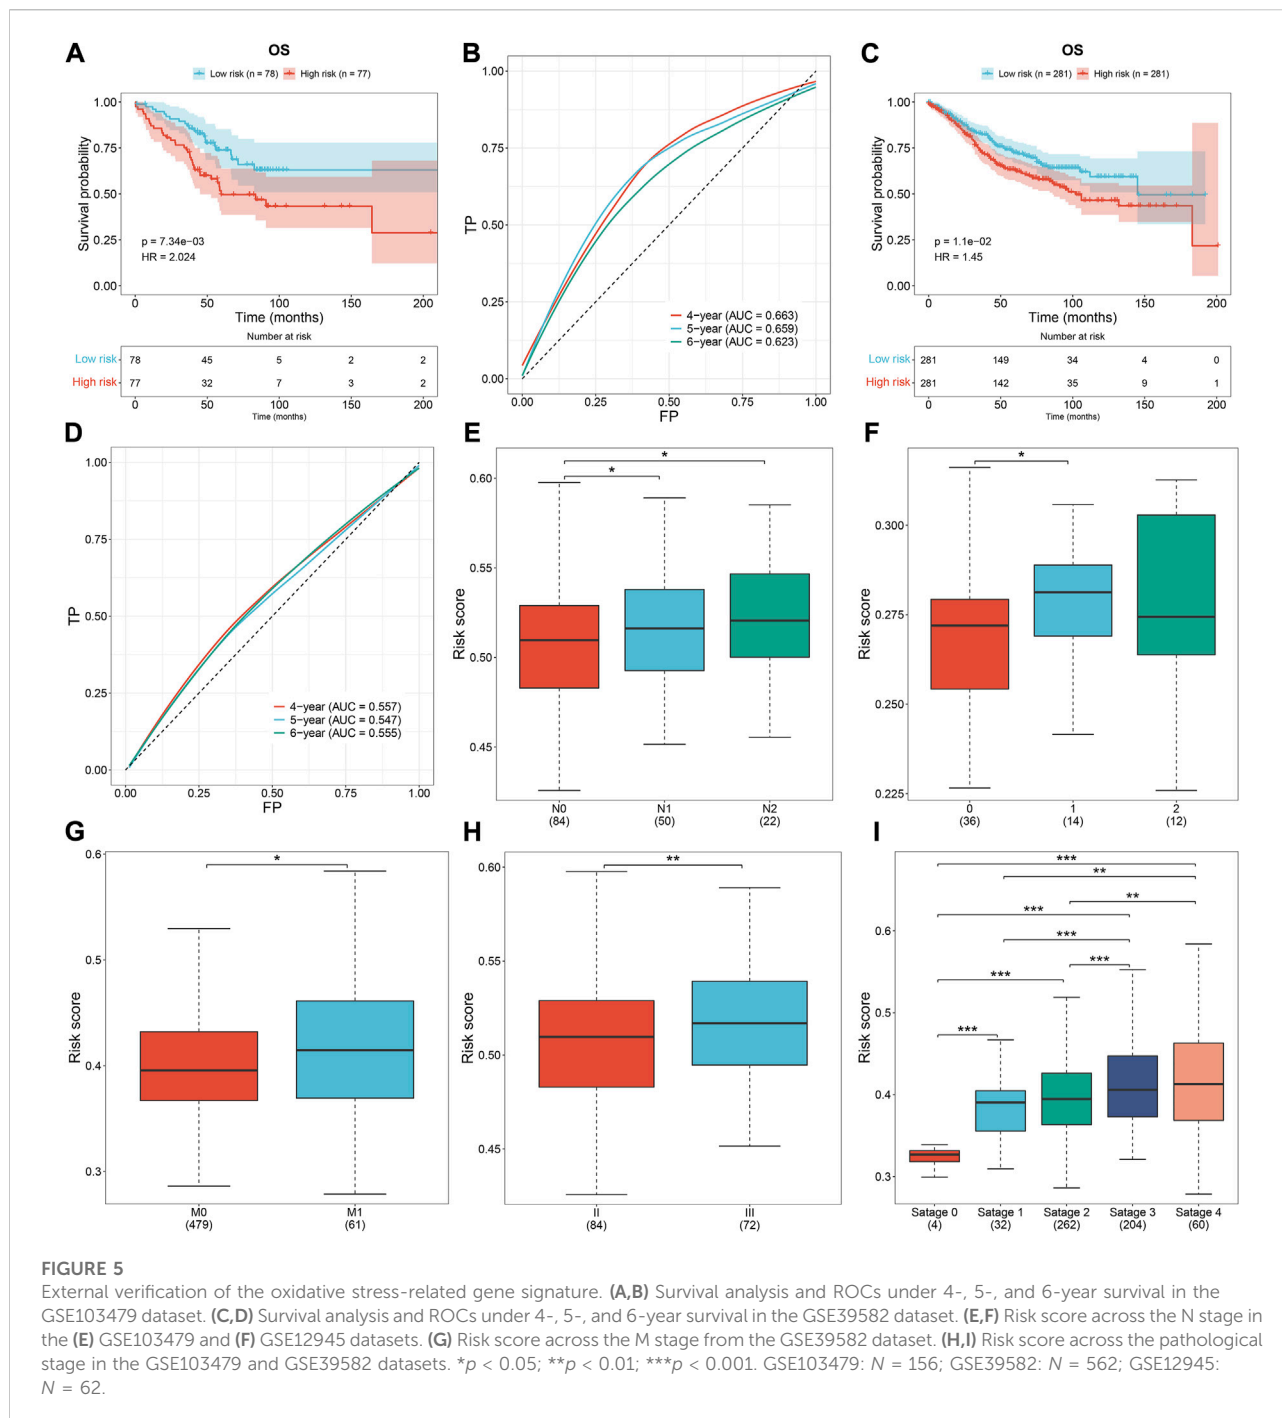 A
OS
Low risk (n = 78) High risk (n = 77)
Survival probability
1.00
0.75
0.50
0.25
0.00
p = 7.34e−03
HR = 2.024
0 50 100 150 200
Time (months)
Number at risk
Low risk 78 45 5 2 2
High risk 77 32 7 3 2
0 50 100 150 200
Time (months)
B
TP
1.00
0.75
0.50
0.25
0.00
4−year (AUC = 0.663)
5−year (AUC = 0.659)
6−year (AUC = 0.623)
0.00 0.25 0.50 0.75 1.00
FP
C
OS
Low risk (n = 281) High risk (n = 281)
Survival probability
1.00
0.75
0.50
0.25
0.00
p = 1.1e−02
HR = 1.45
0 50 100 150 200
Time (months)
Number at risk
Low risk 281 149 34 4 0
High risk 281 142 35 9 1
0 50 100 150 200
Time (months)
D
TP
1.00
0.75
0.50
0.25
0.00
4−year (AUC = 0.557)
5−year (AUC = 0.547)
6−year (AUC = 0.555)
0.00 0.25 0.50 0.75 1.00
FP
E
Risk score
0.60
0.55
0.50
0.45
*
*
N0 N1 N2
(84) (50) (22)
F
Risk score
0.300
0.275
0.250
0.225
*
0 1 2
(36) (14) (12)
G
Risk score
0.6
0.5
0.4
0.3
*
M0 M1
(479) (61)
H
Risk score
0.60
0.55
0.50
0.45
**
II III
(84) (72)
I
Risk score
0.6
0.5
0.4
0.3
***
**
**
***
***
***
***
***
Satage 0 Satage 1 Satage 2 Satage 3 Satage 4
(4) (32) (262) (204) (60)
FIGURE 5
External verification of the oxidative stress-related gene signature. (A,B) Survival analysis and ROCs under 4-, 5-, and 6-year survival in the
GSE103479 dataset. (C,D) Survival analysis and ROCs under 4-, 5-, and 6-year survival in the GSE39582 dataset. (E,F) Risk score across the N stage in
the (E) GSE103479 and (F) GSE12945 datasets. (G) Risk score across the M stage from the GSE39582 dataset. (H,I) Risk score across the pathological
stage in the GSE103479 and GSE39582 datasets. *p < 0.05; **p < 0.01; ***p < 0.001. GSE103479: N = 156; GSE39582: N = 562; GSE12945:
N = 62.